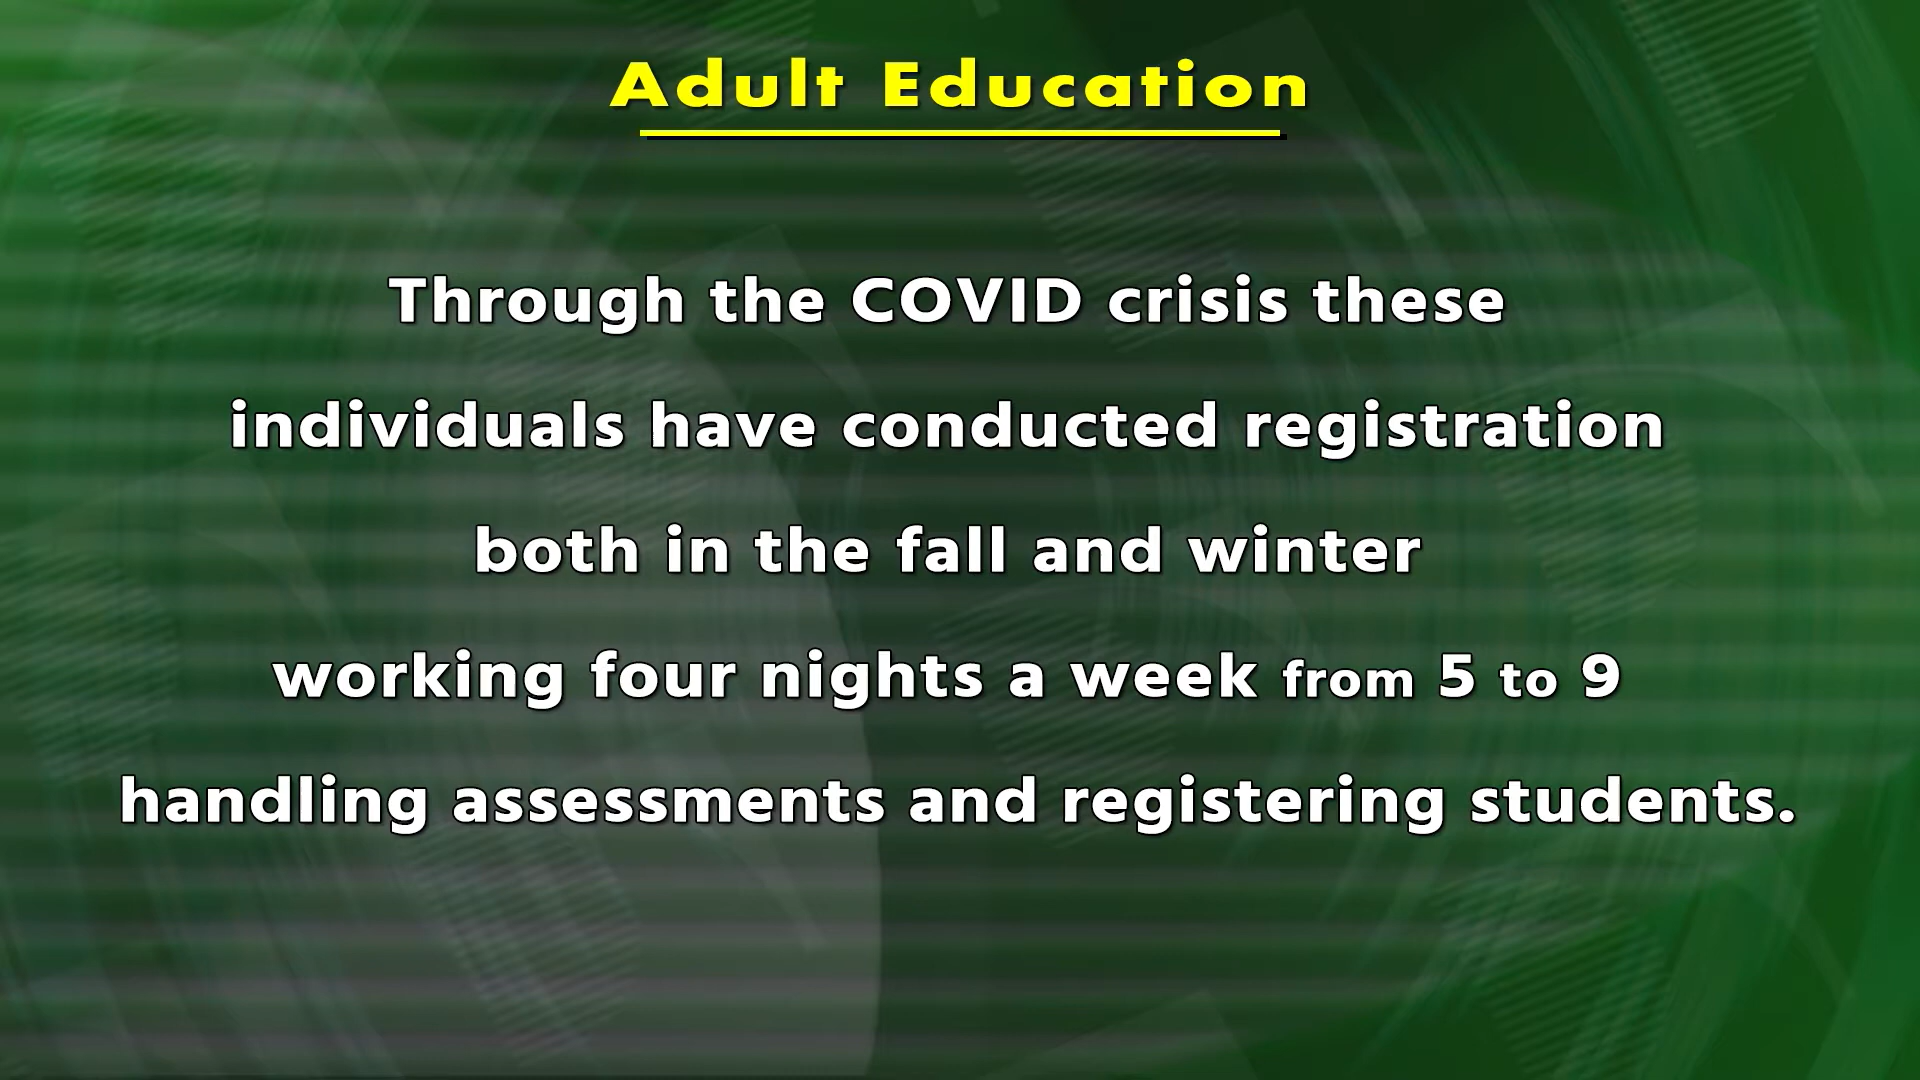 Adult Education
Through the COVID crisis these
individuals have conducted registration
both in the fall and winter
working four nights a week from 5 to 9
handling assessments and registering students.